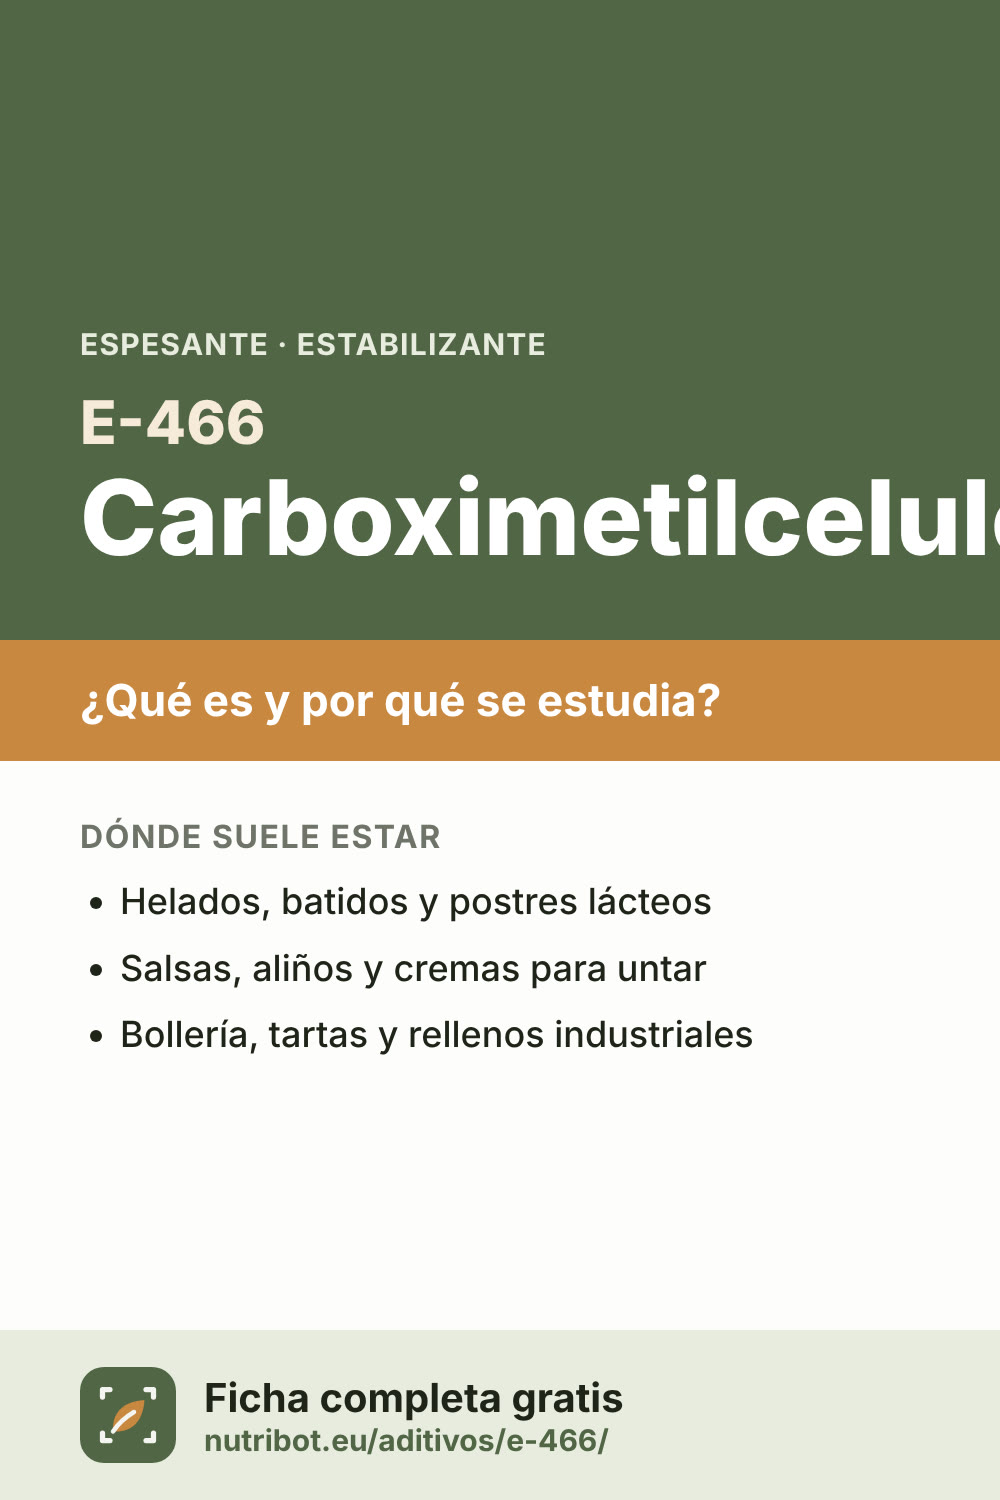 ESPESANTE · ESTABILIZANTE
E-466
Carboximetilcelul
¿Qué es y por qué se estudia?
DÓNDE SUELE ESTAR
• Helados, batidos y postres lácteos
• Salsas, aliños y cremas para untar
• Bollería, tartas y rellenos industriales
Ficha completa gratis
nutribot.eu/aditivos/e-466/